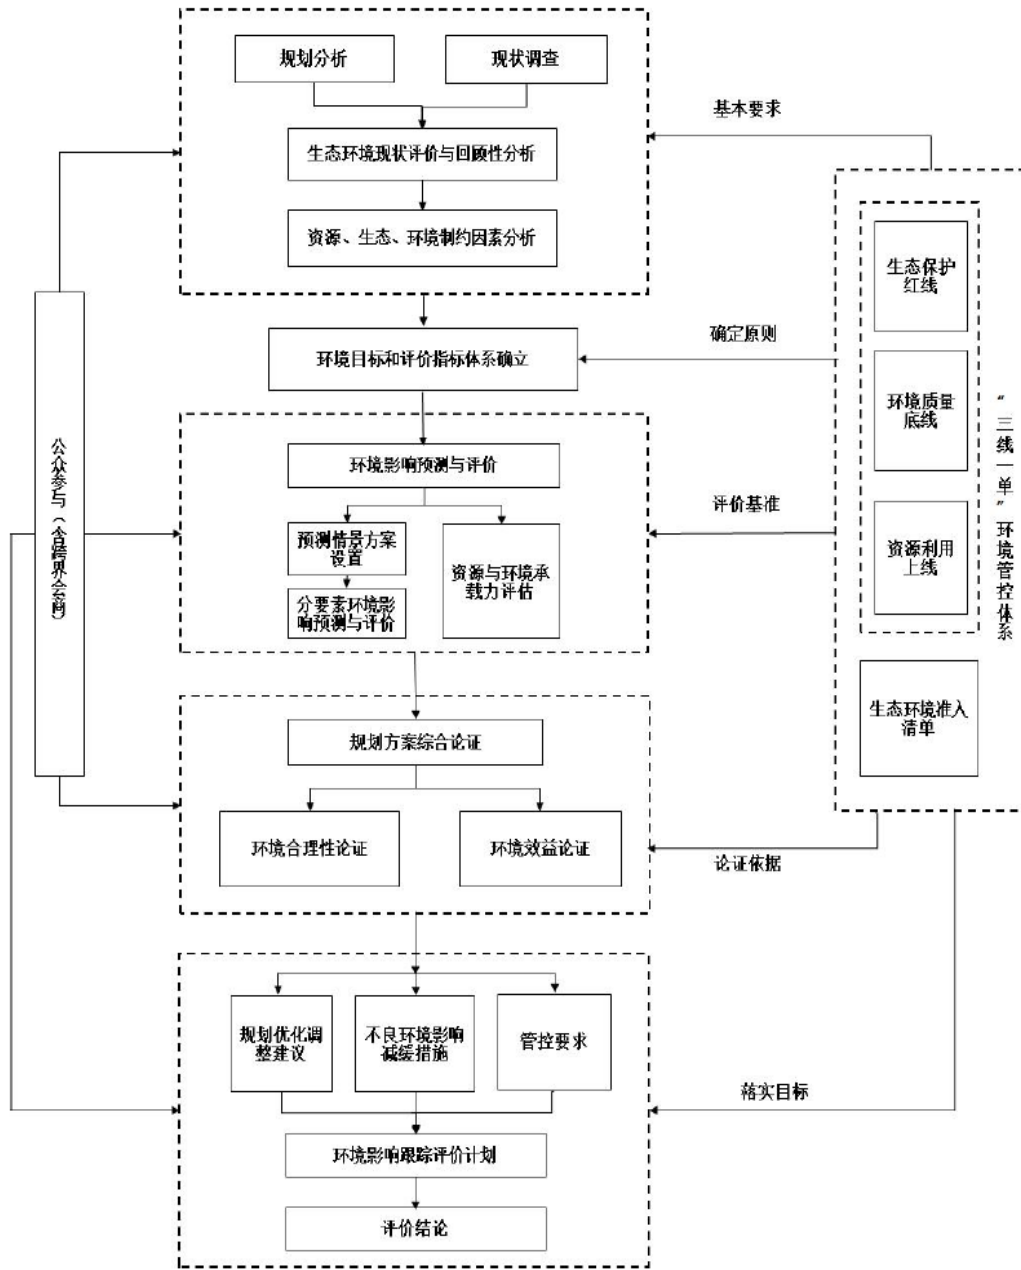 规划分析
现状调查
生态环境现状评价与回顾性分析
资源、生态、环境制约因素分析
基本要求
环境目标和评价指标体系确立
确定原则
环境影响预测与评价
预测情景方案
设置
分要素环境影
响预测与评价
资源与环境承
载力评估
评价基准
规划方案综合论证
环境合理性论证
环境效益论证
论证依据
规划优化调
整建议
不良环境影响
减缓措施
管控要求
落实目标
环境影响跟踪评价计划
评价结论
公众参与（含跨界会商）
生态保护
红线
环境质量
底线
资源利用
上线
生态环境准入
清单
“三线一单”环境管控体系